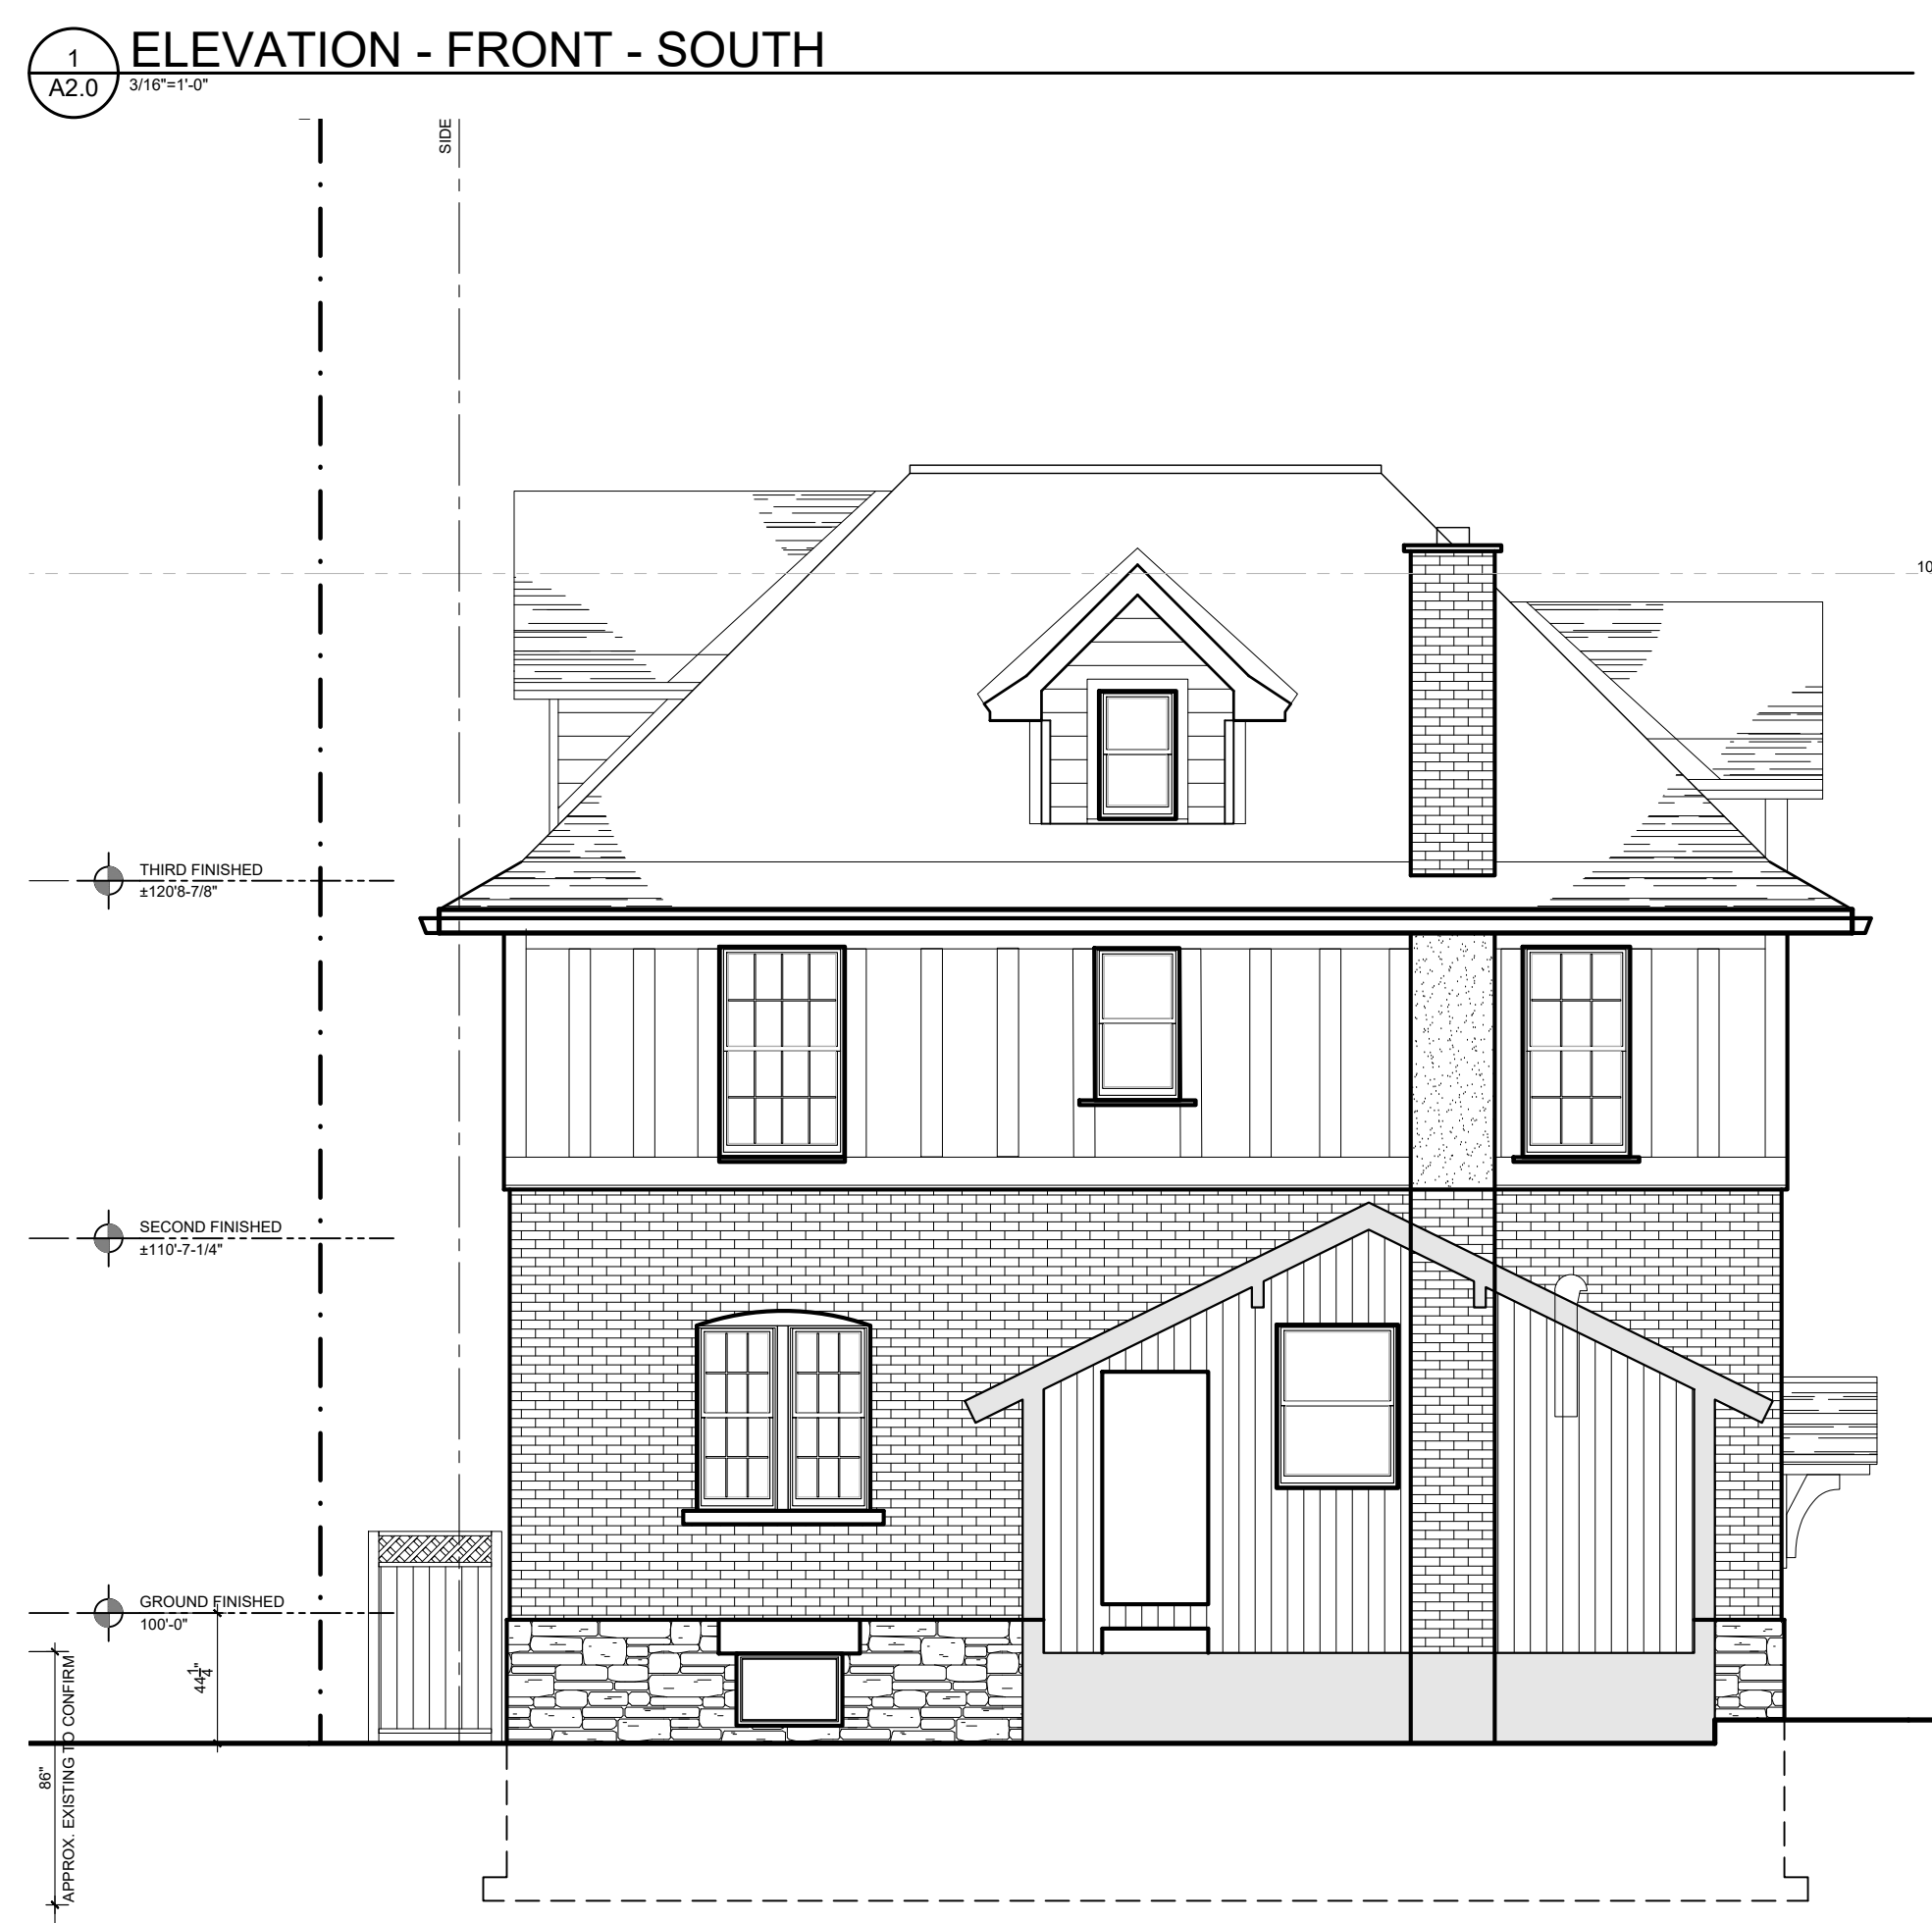 1
A2.0
ELEVATION - FRONT - SOUTH
3/16"=1'-0"
SIDE
10
THIRD FINISHED
±120'8-7/8"
SECOND FINISHED
±110'-7-1/4"
GROUND FINISHED
100'-0"
44 1/4"
86"
APPROX. EXISTING TO CONFIRM